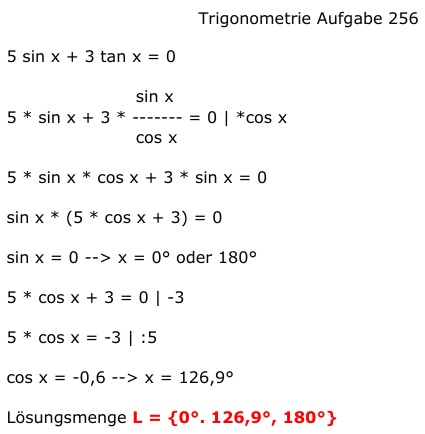 Trigonometrie Aufgabe 256
5 sin x + 3 tan x = 0
sin x
5 * sin x + 3 * ------- = 0 | *cos x
cos x
5 * sin x * cos x + 3 * sin x = 0
sin x * (5 * cos x + 3) = 0
sin x = 0 --> x = 0° oder 180°
5 * cos x + 3 = 0 | -3
5 * cos x = -3 | :5
cos x = -0,6 --> x = 126,9°
Lösungsmenge L = {0°. 126,9°, 180°}